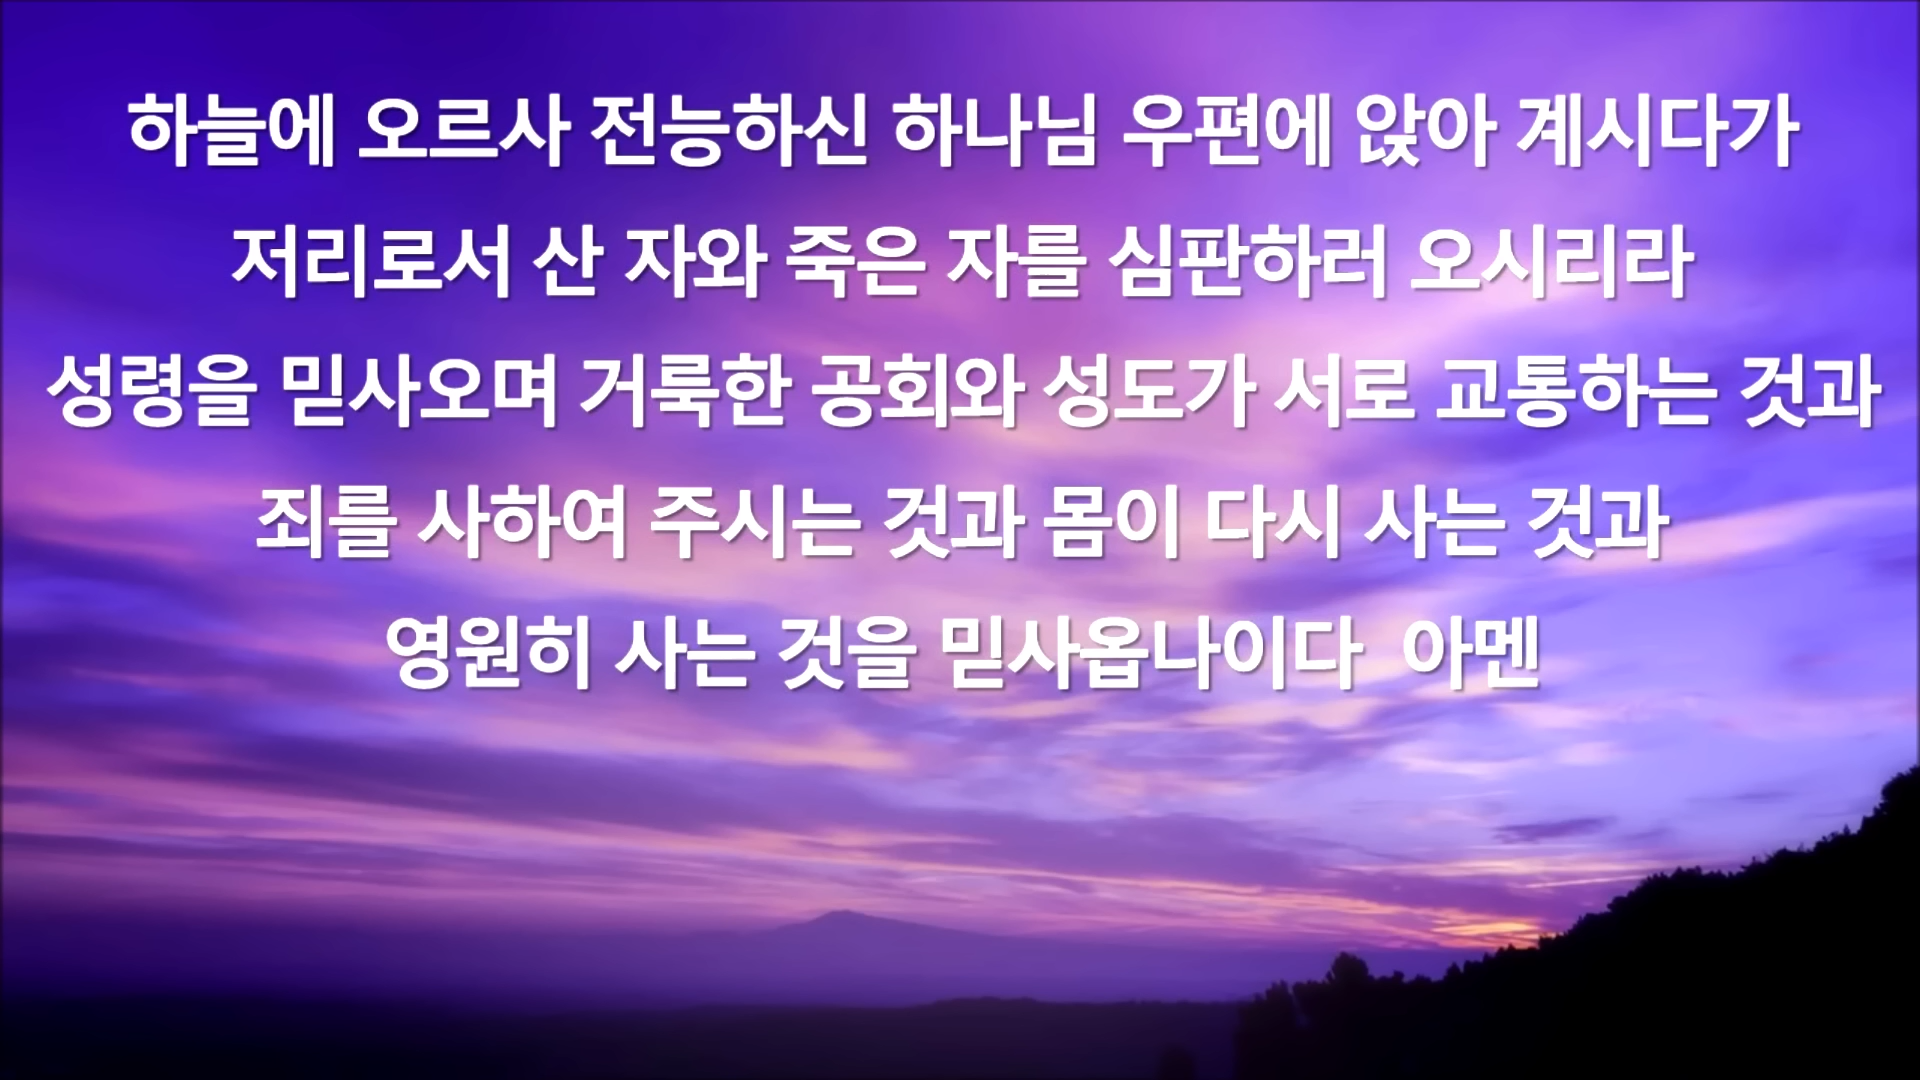 하늘에 오르사 전능하신 하나님 우편에 앉아 계시다가
저리로서 산 자와 죽은 자를 심판하러 오시리라
성령을 믿사오며 거룩한 공회와 성도가 서로 교통하는 것과
죄를 사하여 주시는 것과 몸이 다시 사는 것과
영원히 사는 것을 믿사옵나이다 아멘